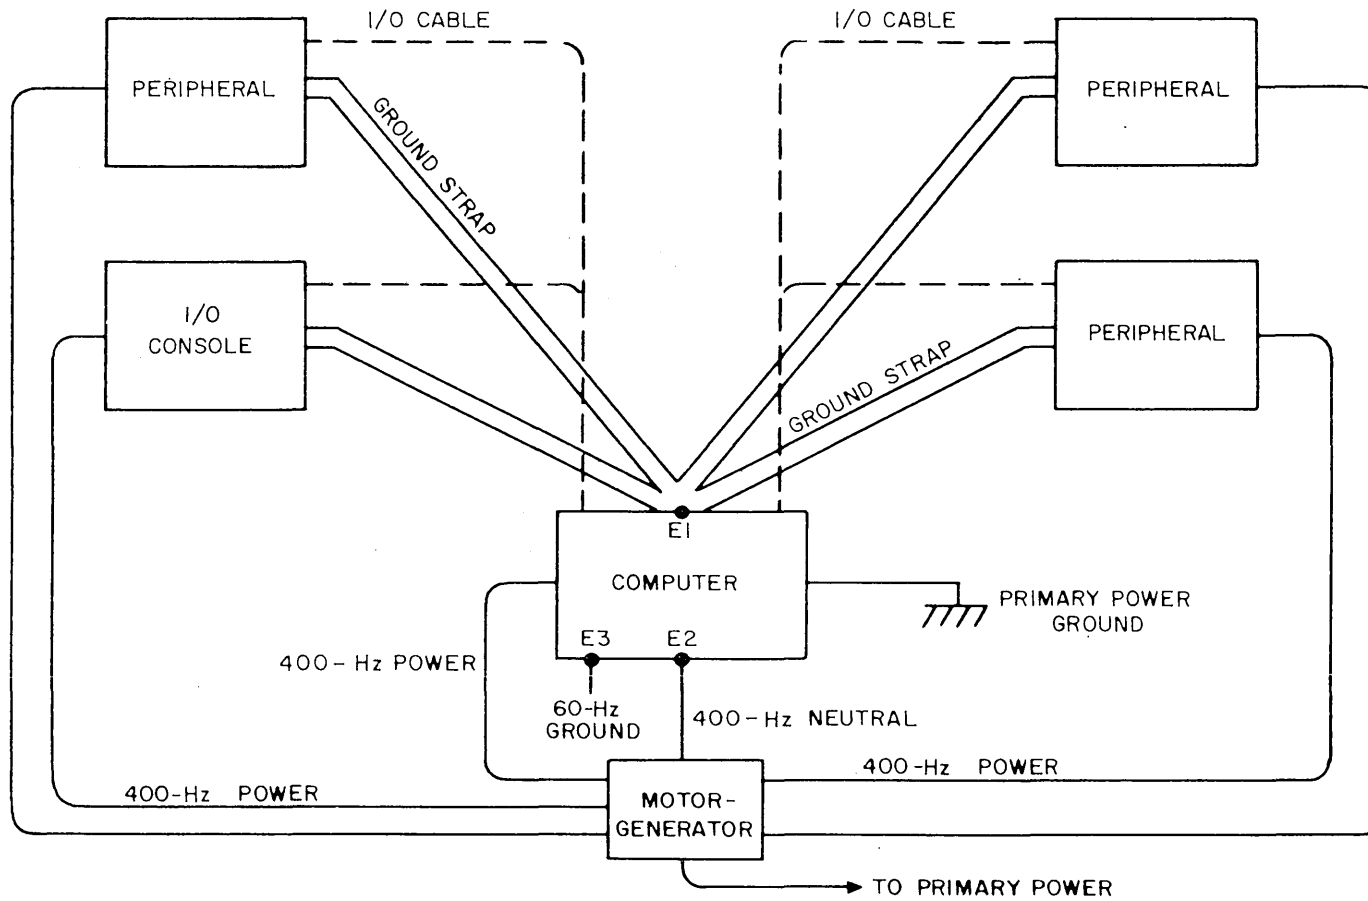 I/O CABLE
I/O CABLE
PERIPHERAL
PERIPHERAL
GROUND STRAP
I/O
CONSOLE
PERIPHERAL
GROUND STRAP
E1
COMPUTER
PRIMARY POWER
GROUND
E3
E2
400-Hz POWER
60-Hz
GROUND
400-Hz NEUTRAL
400-Hz POWER
400-Hz POWER
MOTOR-
GENERATOR
TO PRIMARY POWER